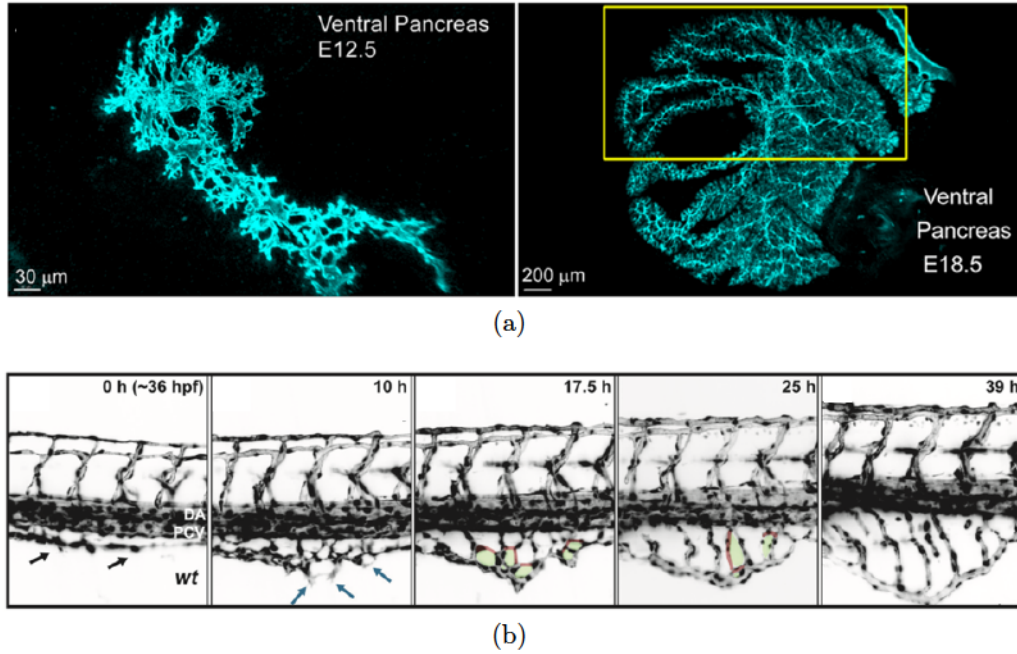 Ventral Pancreas
E12.5
30 μm
Ventral
Pancreas
E18.5
200 μm
(a)
0 h (~36 hpf)
10 h
17.5 h
25 h
39 h
DA
PCV
wt
(b)